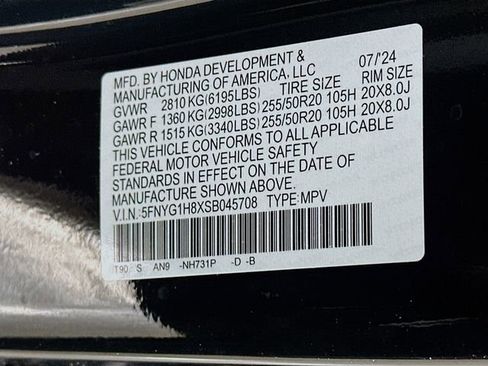 MFD. BY HONDA DEVELOPMENT & 07/'24
MANUFACTURING OF AMERICA, LLC
GVWR 2810 KG(6195LBS) TIRE SIZE RIM SIZE
GAWR F 1360 KG(2998LBS) 255/50R20 105H 20X8.0J
GAWR R 1515 KG(3340LBS) 255/50R20 105H 20X8.0J
THIS VEHICLE CONFORMS TO ALL APPLICABLE
FEDERAL MOTOR VEHICLE SAFETY
STANDARDS IN EFFECT ON THE DATE OF
MANUFACTURE SHOWN ABOVE.
V.I.N.:5FNYG1H8XSB045708 TYPE:MPV
T90 S AN9 -NH731P -D -B